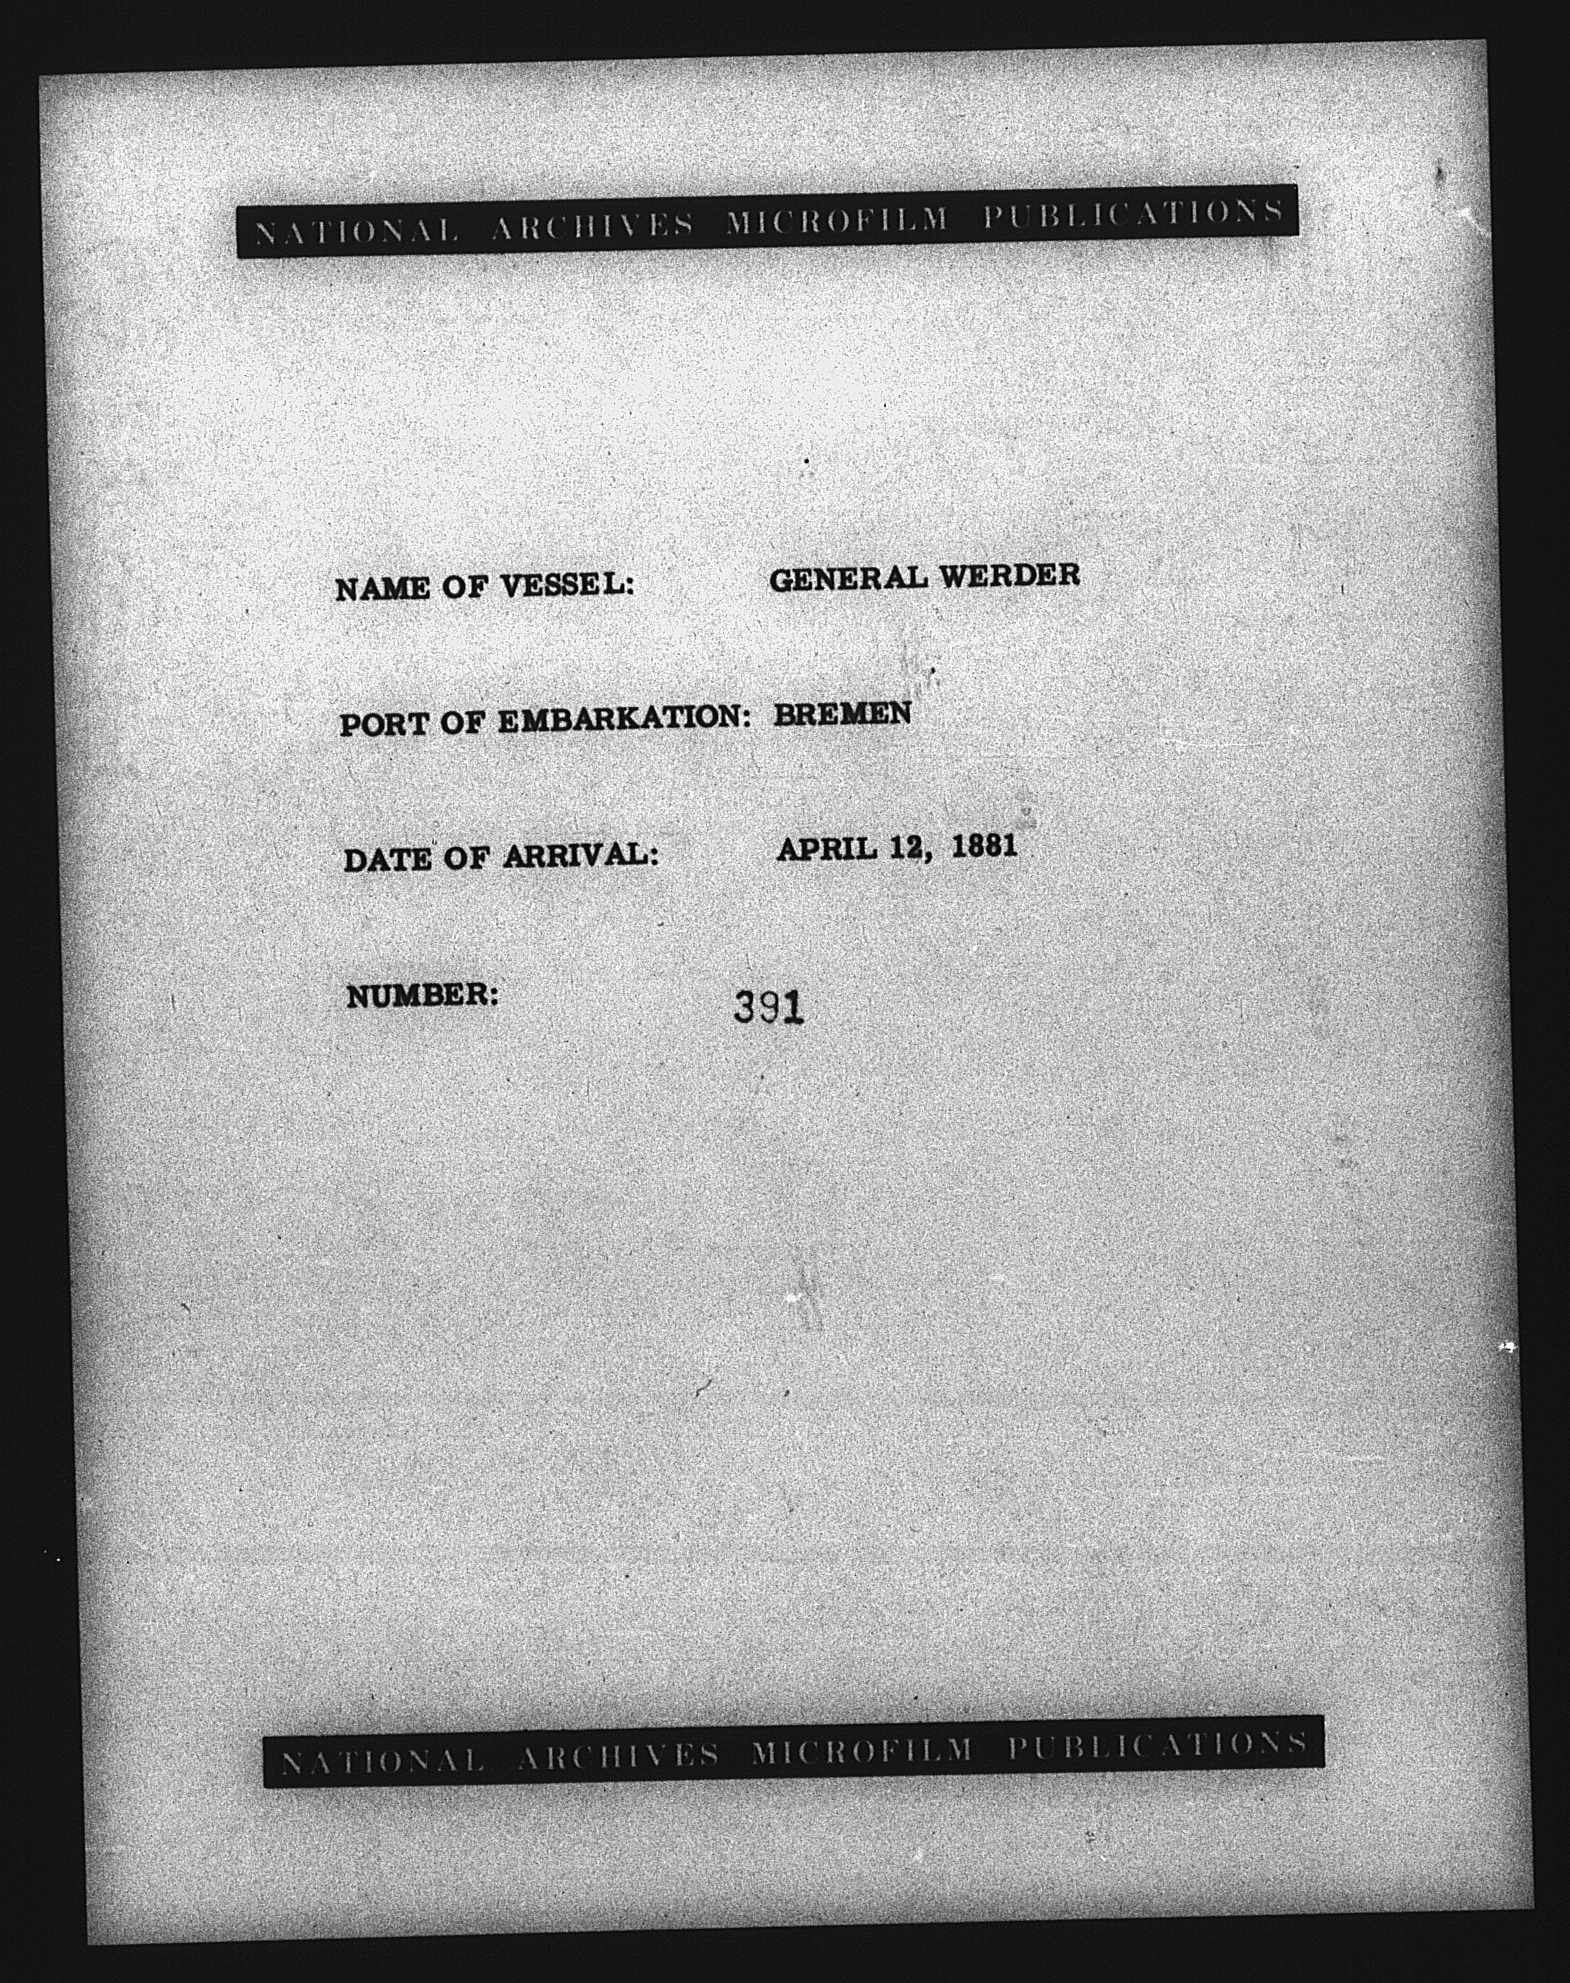 NATIONAL ARCHIVES MICROFILM PUBLICATIONS
NAME OF VESSEL: GENERAL WERDER
PORT OF EMBARKATION: BREMEN
DATE OF ARRIVAL: APRIL 12, 1881
NUMBER: 391
NATIONAL ARCHIVES MICROFILM PUBLICATIONS